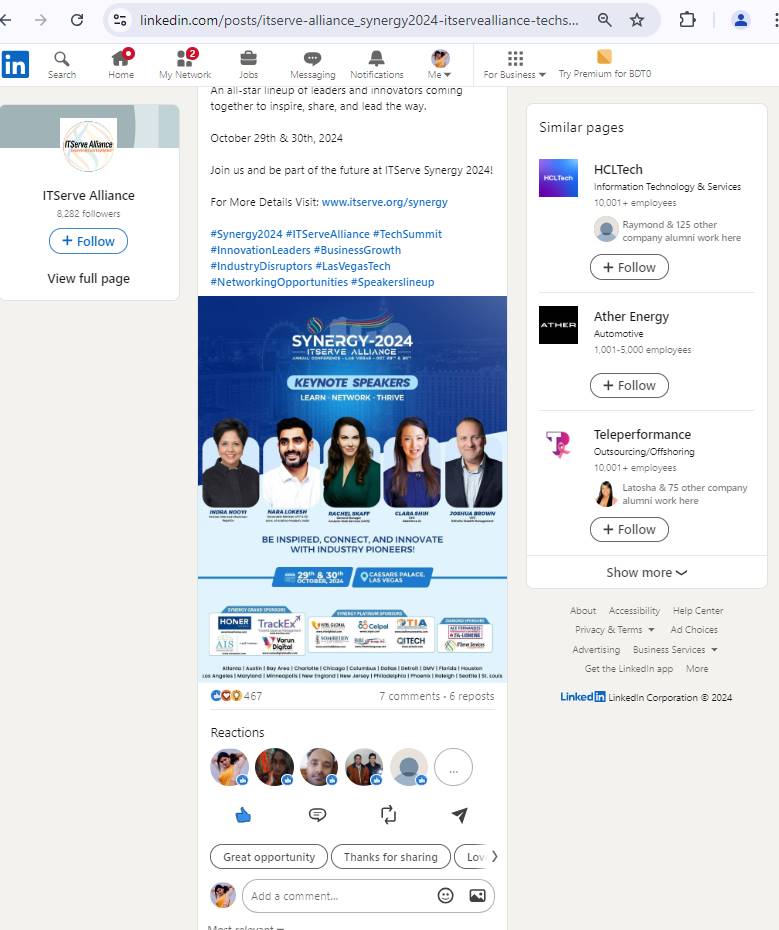 linkedin.com/posts/itserve-alliance_synergy2024-itservealliance-techs...
in
2
Search
Home
My Network
Jobs
Messaging
Notifications
Me
For Business
Try Premium for BDT0
ITServe Alliance
ITServe Alliance
8,282 followers
+ Follow
View full page
An all-star lineup of leaders and innovators coming
together to inspire, share, and lead the way.
October 29th & 30th, 2024
Join us and be part of the future at ITServe Synergy 2024!
For More Details Visit: www.itserve.org/synergy
#Synergy2024 #ITServeAlliance #TechSummit
#InnovationLeaders #BusinessGrowth
#IndustryDisruptors #LasVegasTech
#NetworkingOpportunities #Speakerslineup
SYNERGY-2024
ITSERVE ALLIANCE
ANNUAL CONFERENCE - LAS VEGAS - OCT 29TH & 30TH
KEYNOTE SPEAKERS
LEARN · NETWORK · THRIVE
INDRA NOOYI
NARA LOKESH
RACHEL SKAFF
CLARA SHIH
JOSHUA BROWN
BE INSPIRED, CONNECT, AND INNOVATE
WITH INDUSTRY PIONEERS!
29th & 30th
OCTOBER, 2024
CAESARS PALACE,
LAS VEGAS
SYNERGY GRAND SPONSORS
HONER
TrackEx
AIS
Varun
Digital
SYNERGY PLATINUM SPONSORS
Celpai
TIA
SOMIREDDY
QITECH
DIAMOND SPONSORS
Atlanta | Austin | Bay Area | Charlotte | Chicago | Columbus | Dallas | Detroit | DMV | Florida | Houston
Los Angeles | Maryland | Minneapolis | New England | New Jersey | Philadelphia | Phoenix | Raleigh | Seattle | St. Louis
467
7 comments · 6 reposts
Reactions
...
Great opportunity
Thanks for sharing
Lov
Add a comment...
Most relevant
Similar pages
HCLTech
HCLTech
Information Technology & Services
10,001+ employees
Raymond & 125 other
company alumni work here
+ Follow
ATHER
Ather Energy
Automotive
1,001-5,000 employees
+ Follow
Teleperformance
Outsourcing/Offshoring
10,001+ employees
Latosha & 75 other company
alumni work here
+ Follow
Show more
About Accessibility Help Center
Privacy & Terms Ad Choices
Advertising Business Services
Get the LinkedIn app More
LinkedIn LinkedIn Corporation © 2024